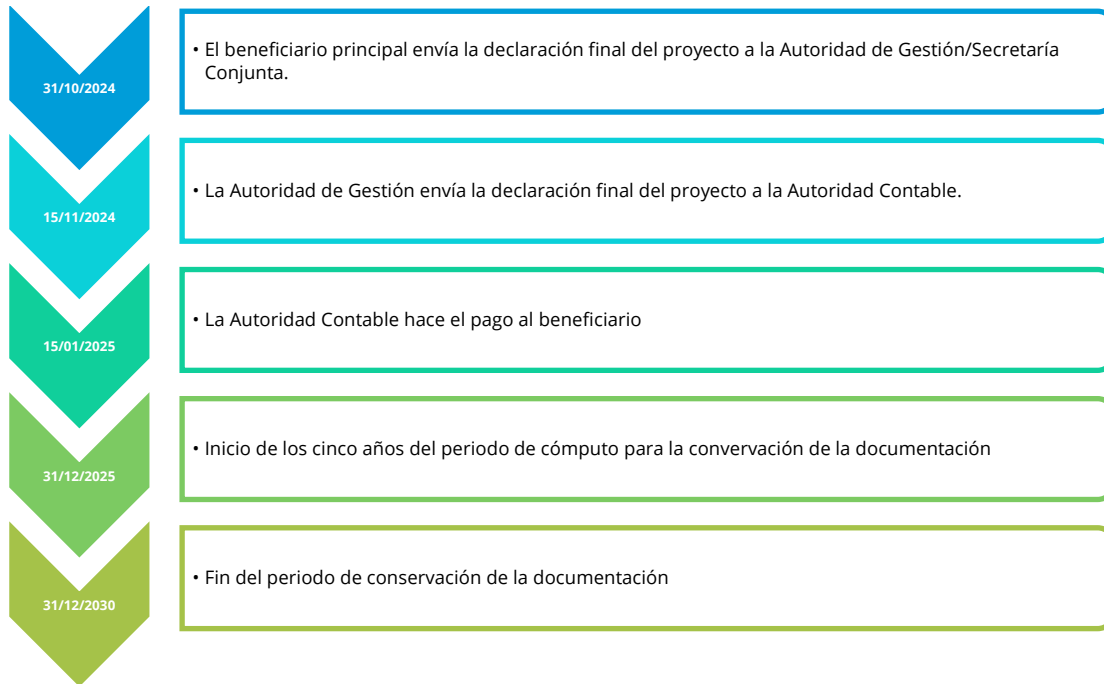 31/10/2024
• El beneficiario principal envía la declaración final del proyecto a la Autoridad de Gestión/Secretaría
Conjunta.
15/11/2024
• La Autoridad de Gestión envía la declaración final del proyecto a la Autoridad Contable.
15/01/2025
• La Autoridad Contable hace el pago al beneficiario
31/12/2025
• Inicio de los cinco años del periodo de cómputo para la convervación de la documentación
31/12/2030
• Fin del periodo de conservación de la documentación